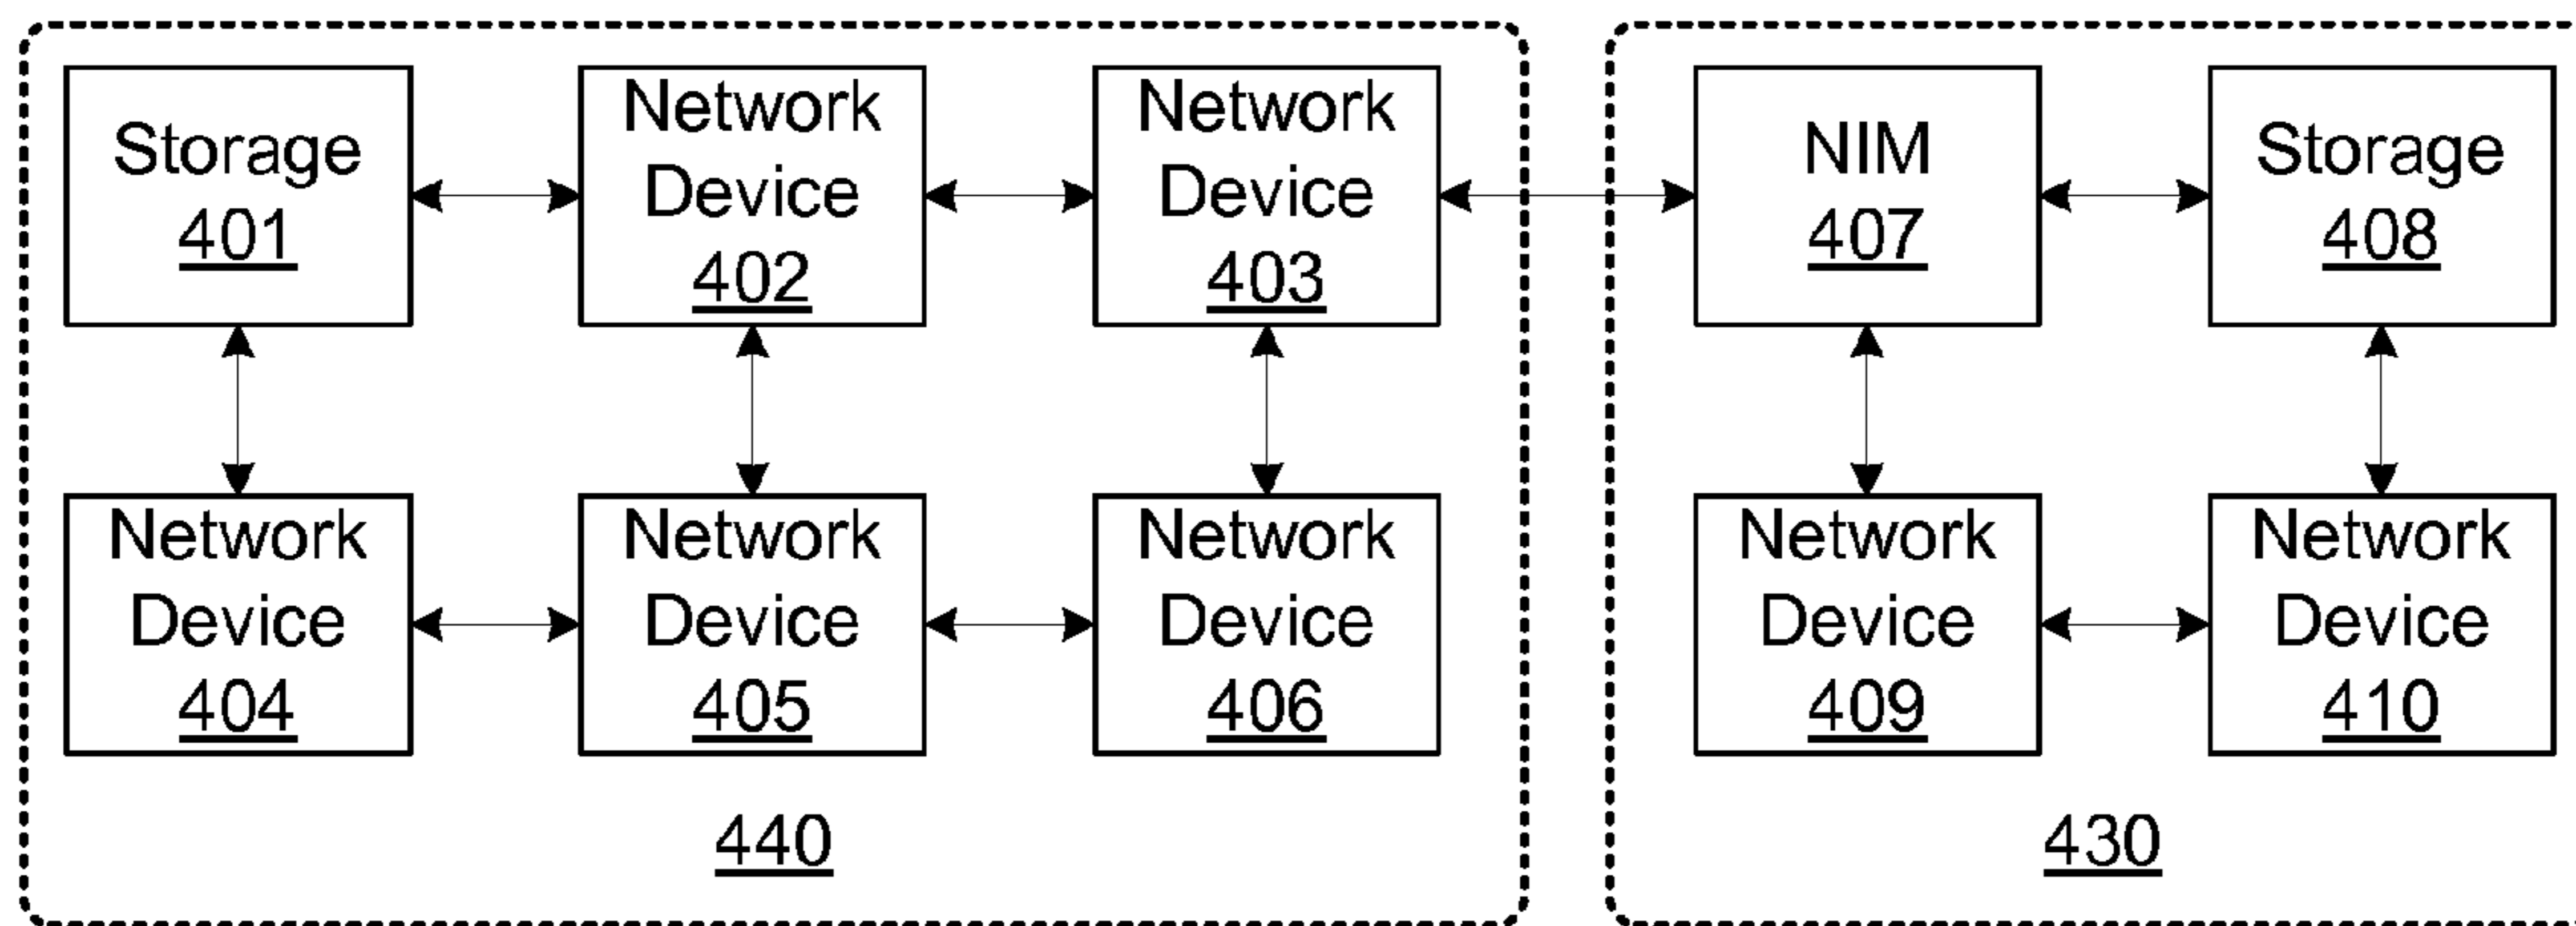 Storage
401
Network
Device
402
Network
Device
403
NIM
407
Storage
408
Network
Device
404
Network
Device
405
Network
Device
406
Network
Device
409
Network
Device
410
440
430